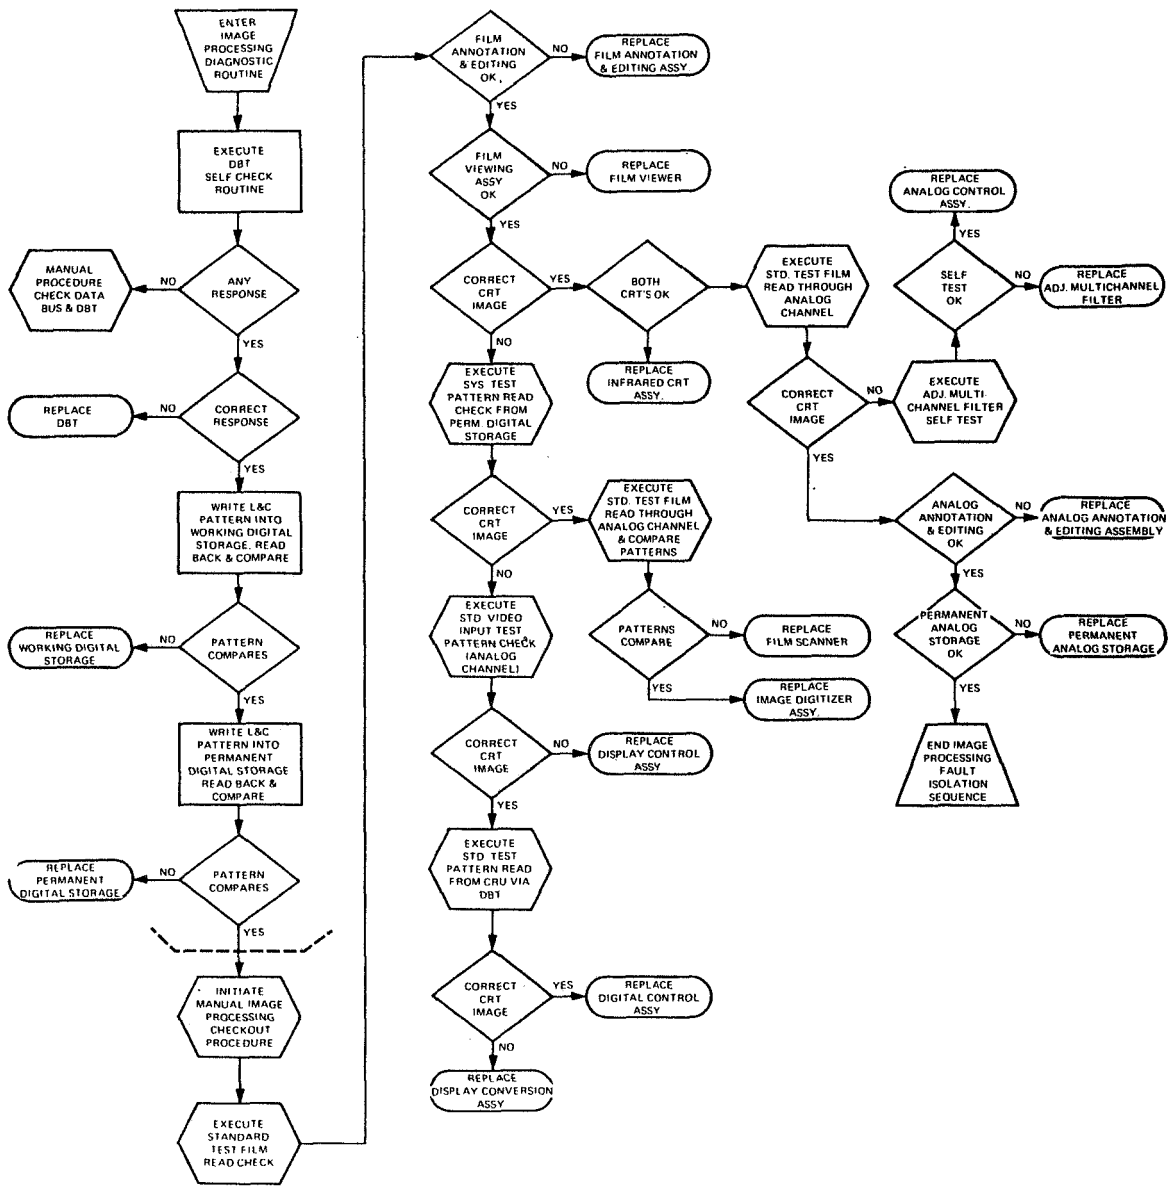 ENTER
IMAGE
PROCESSING
DIAGNOSTIC
ROUTINE
EXECUTE
DBT
SELF CHECK
ROUTINE
ANY
RESPONSE
NO
YES
MANUAL
PROCEDURE
CHECK DATA
BUS & DBT
CORRECT
RESPONSE
NO
YES
REPLACE
DBT
WRITE L&C
PATTERN INTO
WORKING DIGITAL
STORAGE, READ
BACK & COMPARE
PATTERN
COMPARES
NO
YES
REPLACE
WORKING DIGITAL
STORAGE
WRITE L&C
PATTERN INTO
PERMANENT
DIGITAL STORAGE
READ BACK &
COMPARE
PATTERN
COMPARES
NO
YES
REPLACE
PERMANENT
DIGITAL STORAGE
INITIATE
MANUAL IMAGE
PROCESSING
CHECKOUT
PROCEDURE
EXECUTE
STANDARD
TEST FILM
READ CHECK
FILM
ANNOTATION
& EDITING
OK
NO
YES
REPLACE
FILM ANNOTATION
& EDITING ASSY
FILM
VIEWING
ASSY
OK
NO
YES
REPLACE
FILM VIEWER
CORRECT
CRT
IMAGE
YES
NO
BOTH
CRT'S OK
REPLACE
INFRARED CRT
ASSY.
EXECUTE
STD. TEST FILM
READ THROUGH
ANALOG
CHANNEL
CORRECT
CRT
IMAGE
NO
YES
EXECUTE
ADJ. MULTI-
CHANNEL FILTER
SELF TEST
SELF
TEST
OK
YES
NO
REPLACE
ANALOG CONTROL
ASSY.
REPLACE
ADJ. MULTICHANNEL
FILTER
EXECUTE
SYS TEST
PATTERN READ
CHECK FROM
PERM. DIGITAL
STORAGE
CORRECT
CRT
IMAGE
YES
NO
EXECUTE
STD. TEST FILM
READ THROUGH
ANALOG CHANNEL
& COMPARE
PATTERNS
PATTERNS
COMPARE
NO
YES
REPLACE
FILM SCANNER
REPLACE
IMAGE DIGITIZER
ASSY.
ANALOG
ANNOTATION
& EDITING
OK
NO
YES
REPLACE
ANALOG ANNOTATION
& EDITING ASSEMBLY
PERMANENT
ANALOG
STORAGE
OK
NO
YES
REPLACE
PERMANENT
ANALOG STORAGE
END IMAGE
PROCESSING
FAULT
ISOLATION
SEQUENCE
EXECUTE
STD VIDEO
INPUT TEST
PATTERN CHECK
(ANALOG
CHANNEL)
CORRECT
CRT
IMAGE
NO
YES
REPLACE
DISPLAY CONTROL
ASSY
EXECUTE
STD TEST
PATTERN READ
FROM CRU VIA
DBT
CORRECT
CRT
IMAGE
YES
NO
REPLACE
DIGITAL CONTROL
ASSY
REPLACE
DISPLAY CONVERSION
ASSY